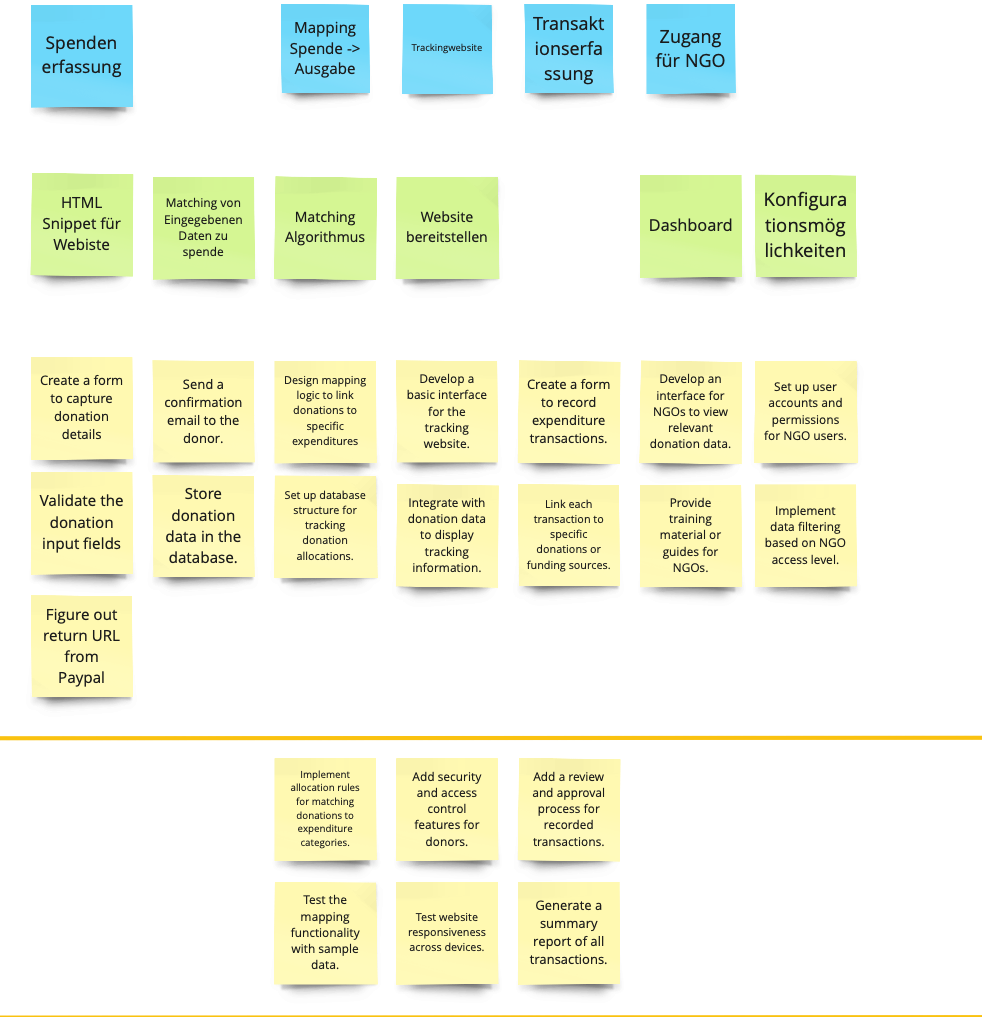 Spenden
erfassung
Mapping
Spende ->
Ausgabe
Trackingwebsite
Transakt
ionserfa
ssung
Zugang
für NGO
HTML
Snippet für
Webiste
Matching von
Eingegebenen
Daten zu
spende
Matching
Algorithmus
Website
bereitstellen
Dashboard
Konfigura
tionsmög
lichkeiten
Create a form
to capture
donation
details
Send a
confirmation
email to the
donor.
Design mapping
logic to link
donations to
specific
expenditures
Develop a
basic interface
for the
tracking
website.
Create a form
to record
expenditure
transactions.
Develop an
interface for
NGOs to view
relevant
donation data.
Set up user
accounts and
permissions
for NGO users.
Validate the
donation
input fields
Store
donation
data in the
database.
Set up database
structure for
tracking
donation
allocations.
Integrate with
donation data
to display
tracking
information.
Link each
transaction to
specific
donations or
funding sources.
Provide
training
material or
guides for
NGOs.
Implement
data filtering
based on NGO
access level.
Figure out
return URL
from
Paypal
Implement
allocation rules
for matching
donations to
expenditure
categories.
Add security
and access
control
features for
donors.
Add a review
and approval
process for
recorded
transactions.
Test the
mapping
functionality
with sample
data.
Test website
responsiveness
across devices.
Generate a
summary
report of all
transactions.